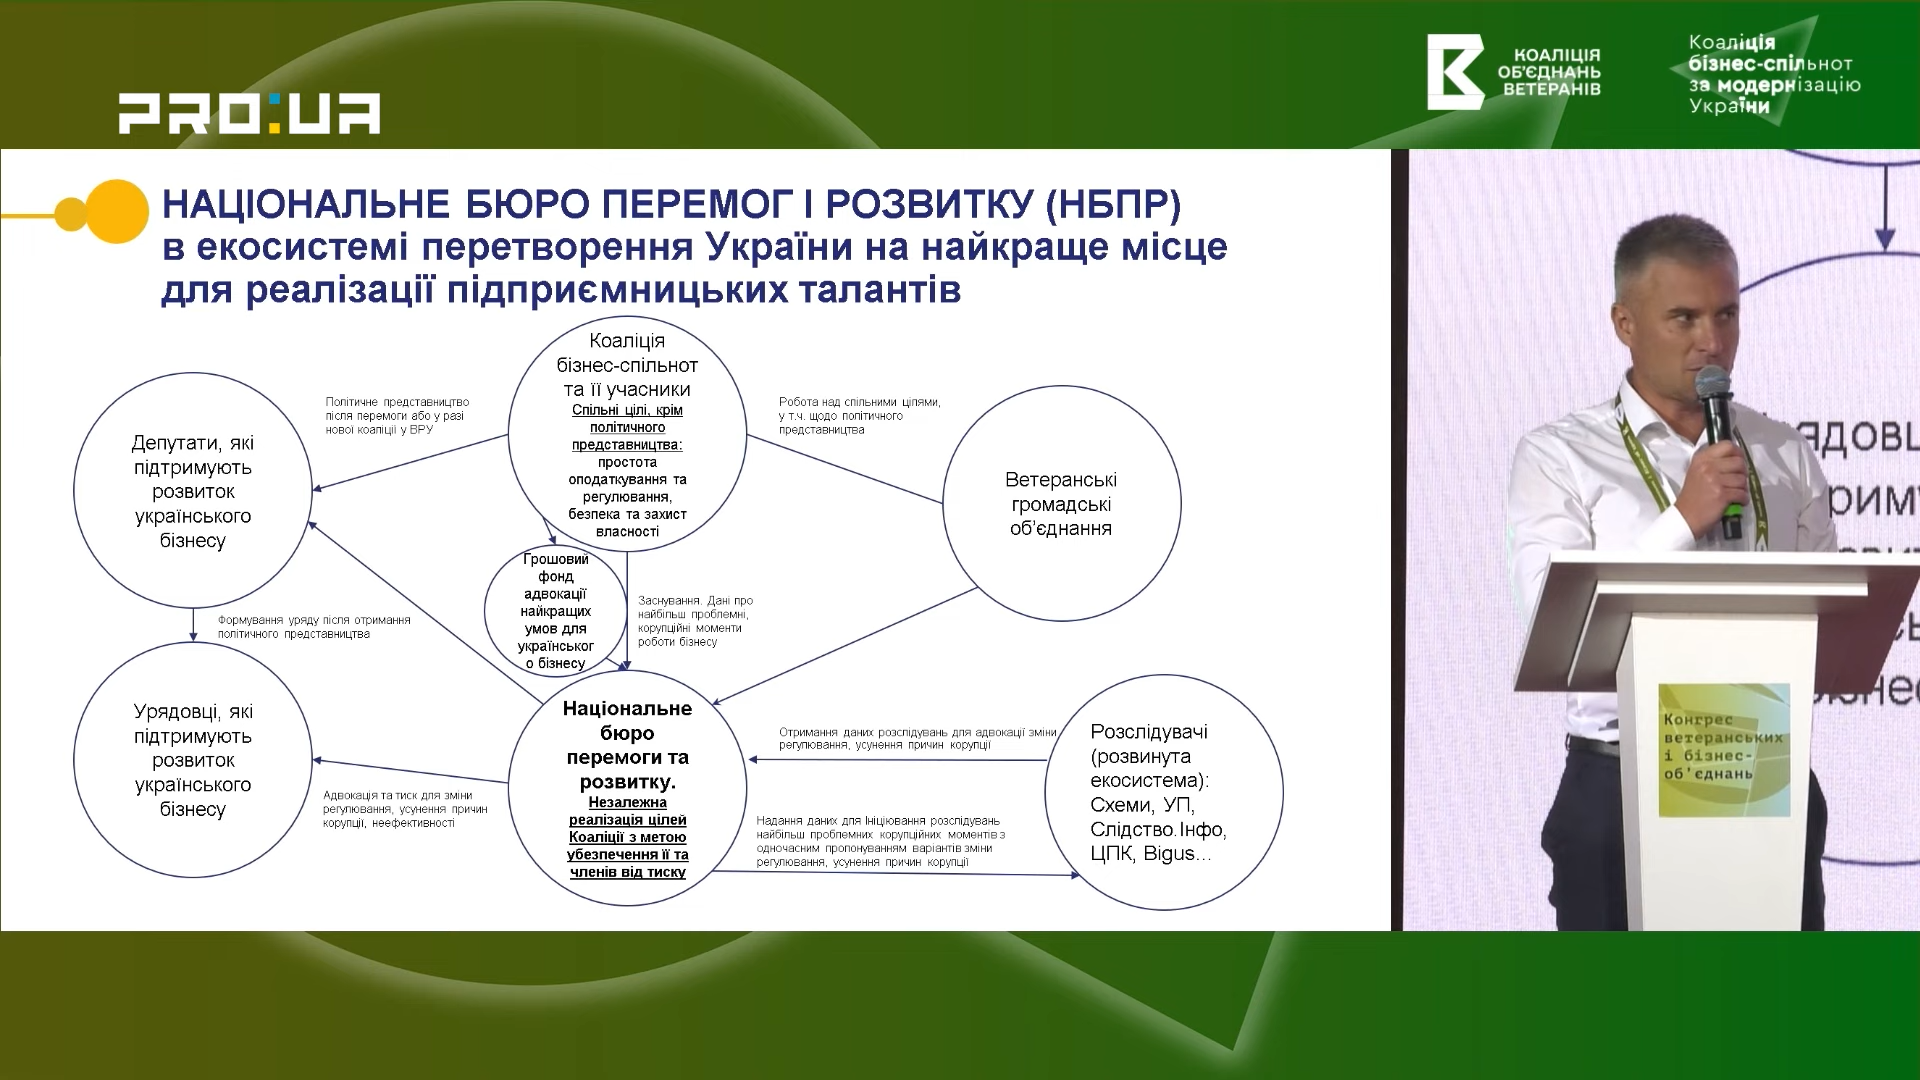 PRO:UA
КОАЛІЦІЯ
ОБ'ЄДНАНЬ
ВЕТЕРАНІВ
Коаліція
бізнес-спільнот
за модернізацію
України
НАЦІОНАЛЬНЕ БЮРО ПЕРЕМОГ І РОЗВИТКУ (НБПР)
в екосистемі перетворення України на найкраще місце
для реалізації підприємницьких талантів
Коаліція
бізнес-спільнот
та її учасники
Спільні цілі, крім
політичного
представництва:
простота
оподаткування та
регулювання,
безпека та захист
власності
Політичне представництво
після перемоги або у разі
нової коаліції у ВРУ
Робота над спільними цілями,
у т.ч. щодо політичного
представництва
Депутати, які
підтримують
розвиток
українського
бізнесу
Ветеранські
громадські
об'єднання
Грошовий
фонд
адвокації
найкращих
умов для
українськог
о бізнесу
Заснування. Дані про
найбільш проблемні,
корупційні моменти
роботи бізнесу
Формування уряду після отримання
політичного представництва
Урядовці, які
підтримують
розвиток
українського
бізнесу
Національне
бюро
перемоги та
розвитку.
Незалежна
реалізація цілей
Коаліції з метою
убезпечення її та
членів від тиску
Адвокація та тиск для зміни
регулювання, усунення причин
корупції, неефективності
Отримання даних розслідувань для адвокації зміни
регулювання, усунення причин корупції
Надання даних для Ініціювання розслідувань
найбільш проблемних корупційних моментів з
одночасним пропонуванням варіантів зміни
регулювання, усунення причин корупції
Розслідувачі
(розвинута
екосистема):
Схеми, УП,
Слідство.Інфо,
ЦПК, Bigus...
Конгрес
ветеранських
і бізнес-
об'єднань